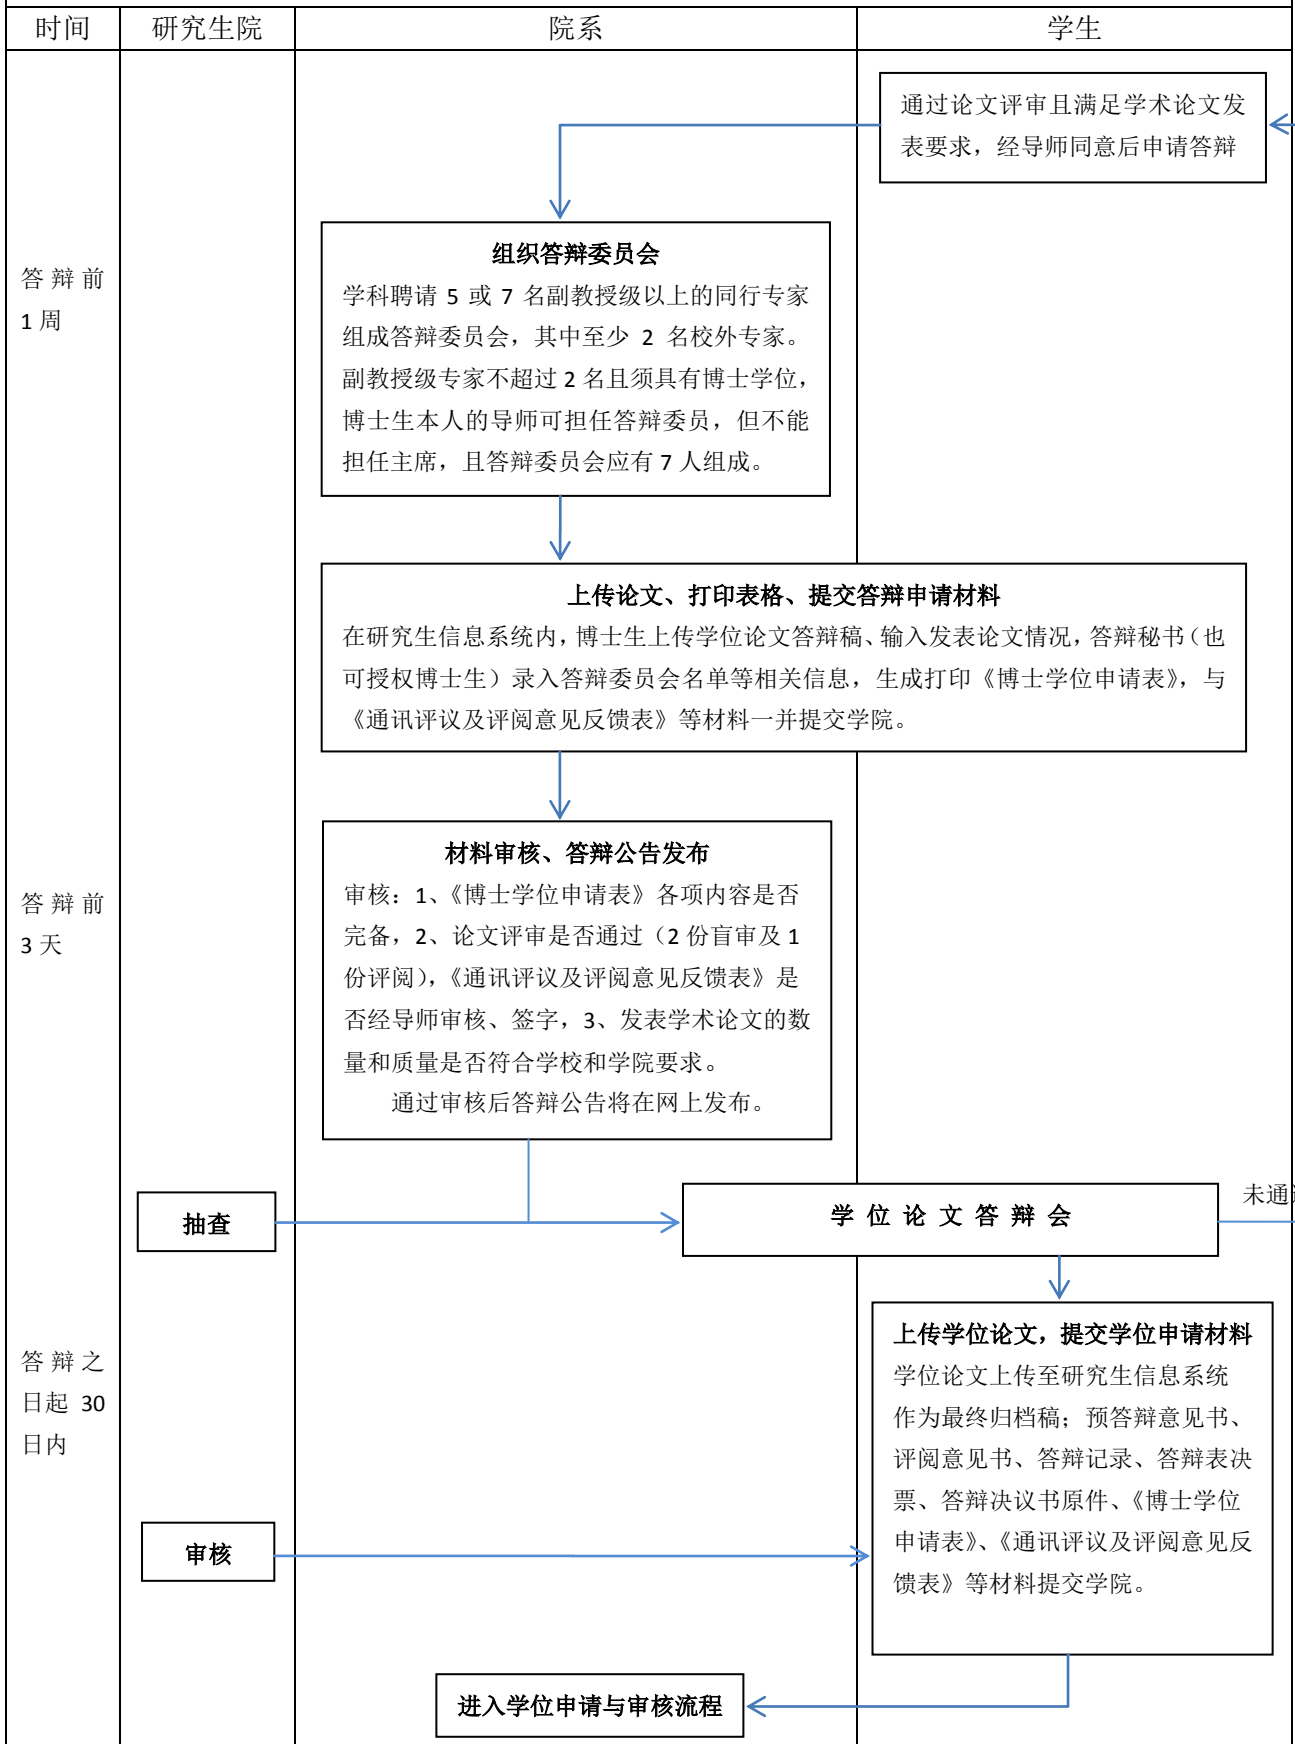 时间 研究生院 院系 学生
通过论文评审且满足学术论文发
表要求，经导师同意后申请答辩
答辩前
1周
组织答辩委员会
学科聘请 5 或 7 名副教授级以上的同行专家
组成答辩委员会，其中至少 2 名校外专家。
副教授级专家不超过 2 名且须具有博士学位，
博士生本人的导师可担任答辩委员，但不能
担任主席，且答辩委员会应有 7 人组成。
上传论文、打印表格、提交答辩申请材料
在研究生信息系统内，博士生上传学位论文答辩稿、输入发表论文情况，答辩秘书（也
可授权博士生）录入答辩委员会名单等相关信息，生成打印《博士学位申请表》，与
《通讯评议及评阅意见反馈表》等材料一并提交学院。
答辩前
3天
材料审核、答辩公告发布
审核：1、《博士学位申请表》各项内容是否
完备，2、论文评审是否通过（2 份盲审及 1
份评阅），《通讯评议及评阅意见反馈表》是
否经导师审核、签字，3、发表学术论文的数
量和质量是否符合学校和学院要求。
通过审核后答辩公告将在网上发布。
抽查
学位论文答辩会
未通
答辩之
日起 30
日内
上传学位论文，提交学位申请材料
学位论文上传至研究生信息系统
作为最终归档稿；预答辩意见书、
评阅意见书、答辩记录、答辩表决
票、答辩决议书原件、《博士学位
申请表》、《通讯评议及评阅意见反
馈表》等材料提交学院。
审核
进入学位申请与审核流程